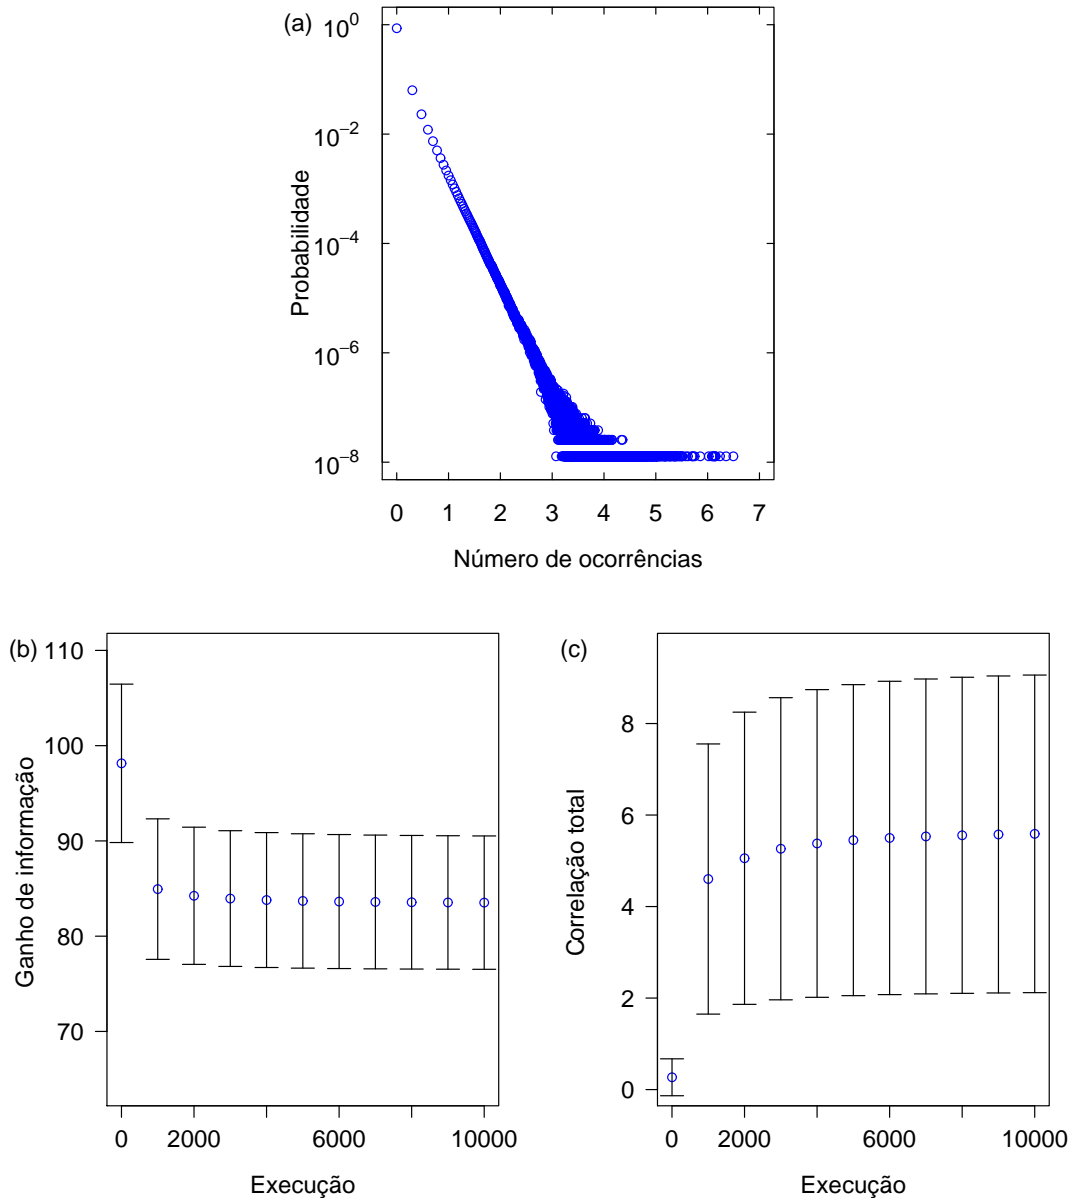 (a)
10^0
10^−2
10^−4
10^−6
10^−8
Probabilidade
0 1 2 3 4 5 6 7
Número de ocorrências
(b)
110
100
90
80
70
Ganho de informação
0 2000 6000 10000
Execução
(c)
8
6
4
2
0
Correlação total
0 2000 6000 10000
Execução